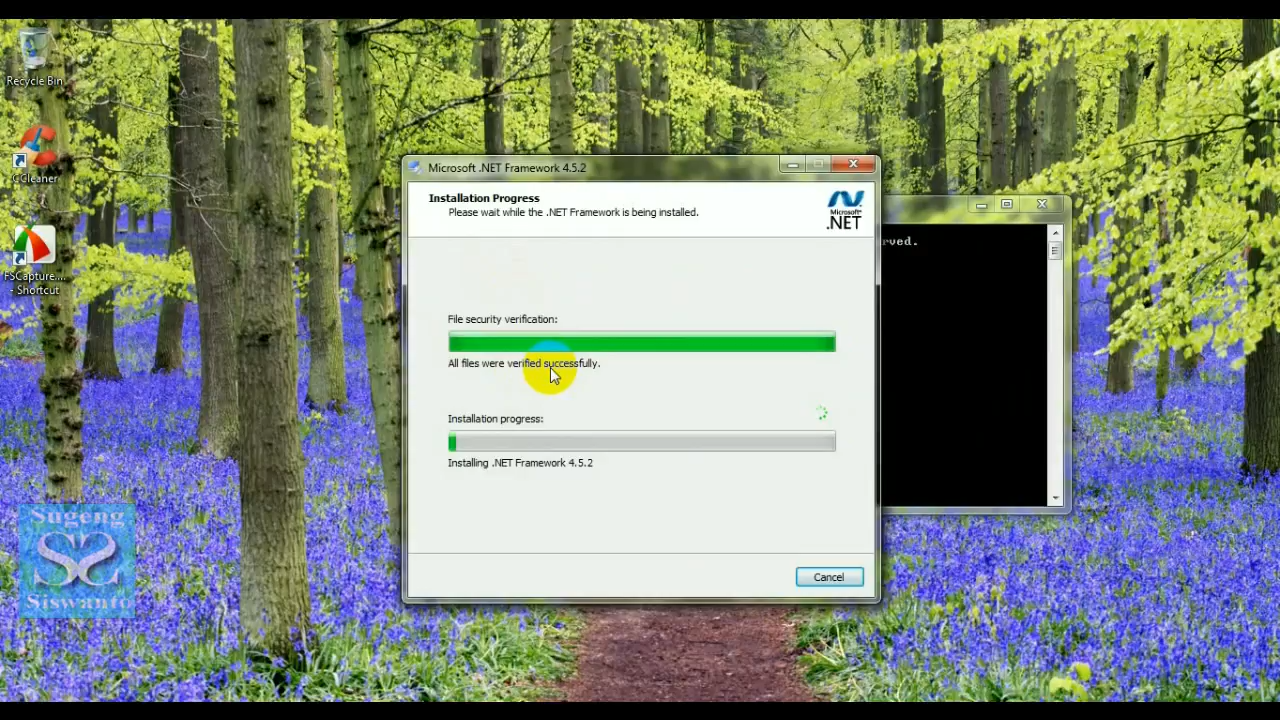 Recycle Bin
CCleaner
FSCapture....
- Shortcut
Microsoft .NET Framework 4.5.2
Installation Progress
Please wait while the .NET Framework is being installed.
Microsoft®
.NET
rved.
File security verification:
All files were verified successfully.
Installation progress:
Installing .NET Framework 4.5.2
Cancel
Sugeng
Siswanto